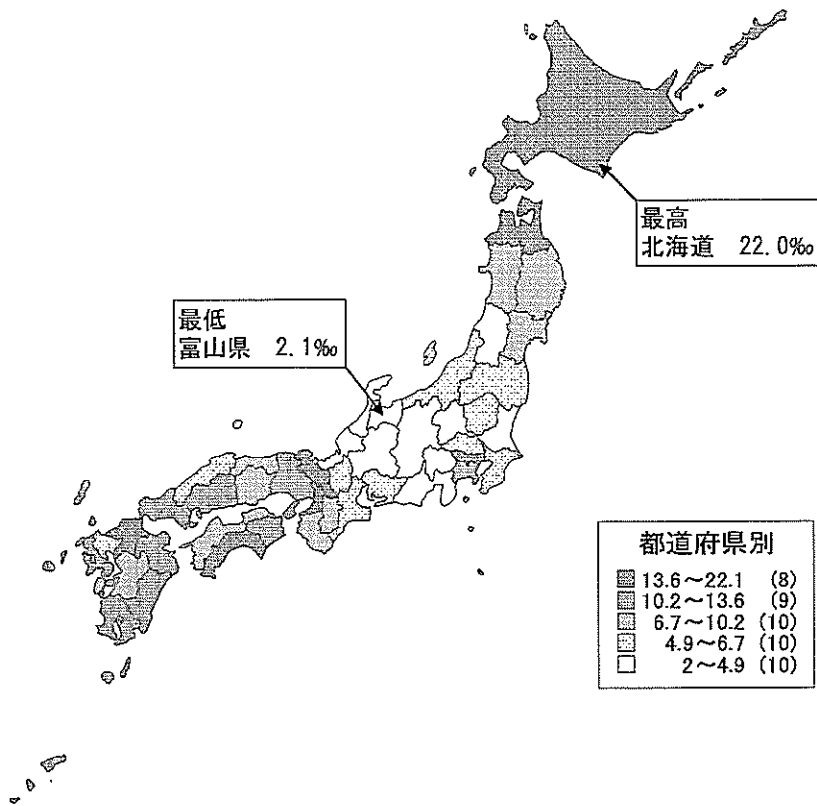 最高
北海道 22.0‰
最低
富山県 2.1‰
都道府県別
13.6～22.1 (8)
10.2～13.6 (9)
6.7～10.2 (10)
4.9～6.7 (10)
2～4.9 (10)